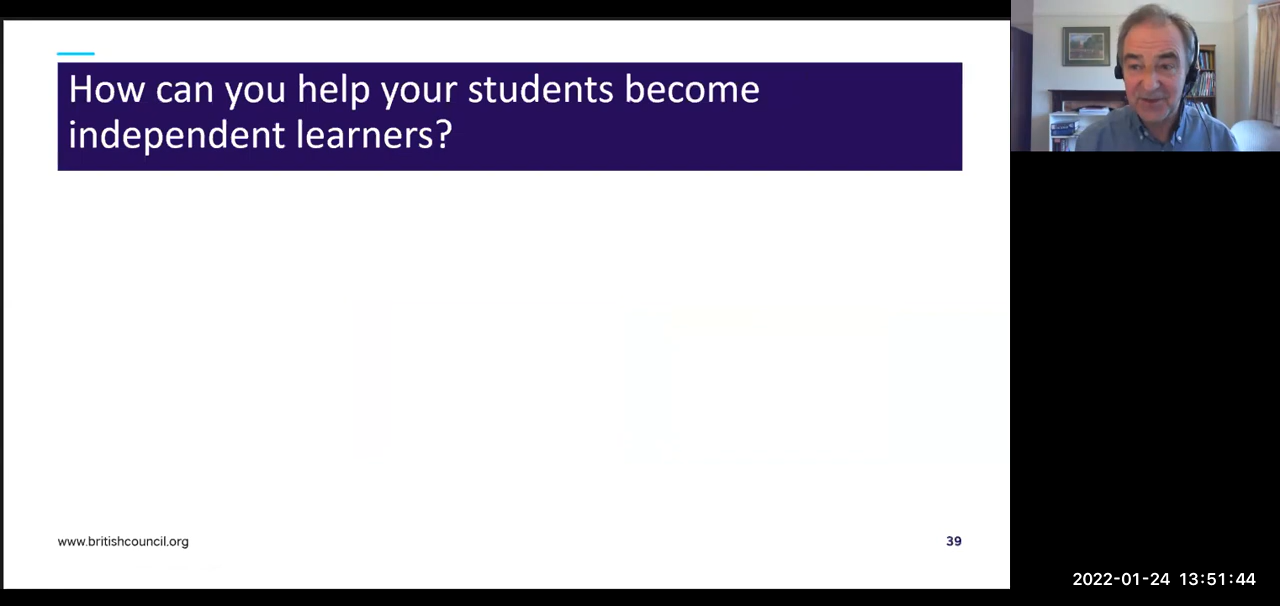 How can you help your students become
independent learners?
www.britishcouncil.org
39
2022-01-24 13:51:44